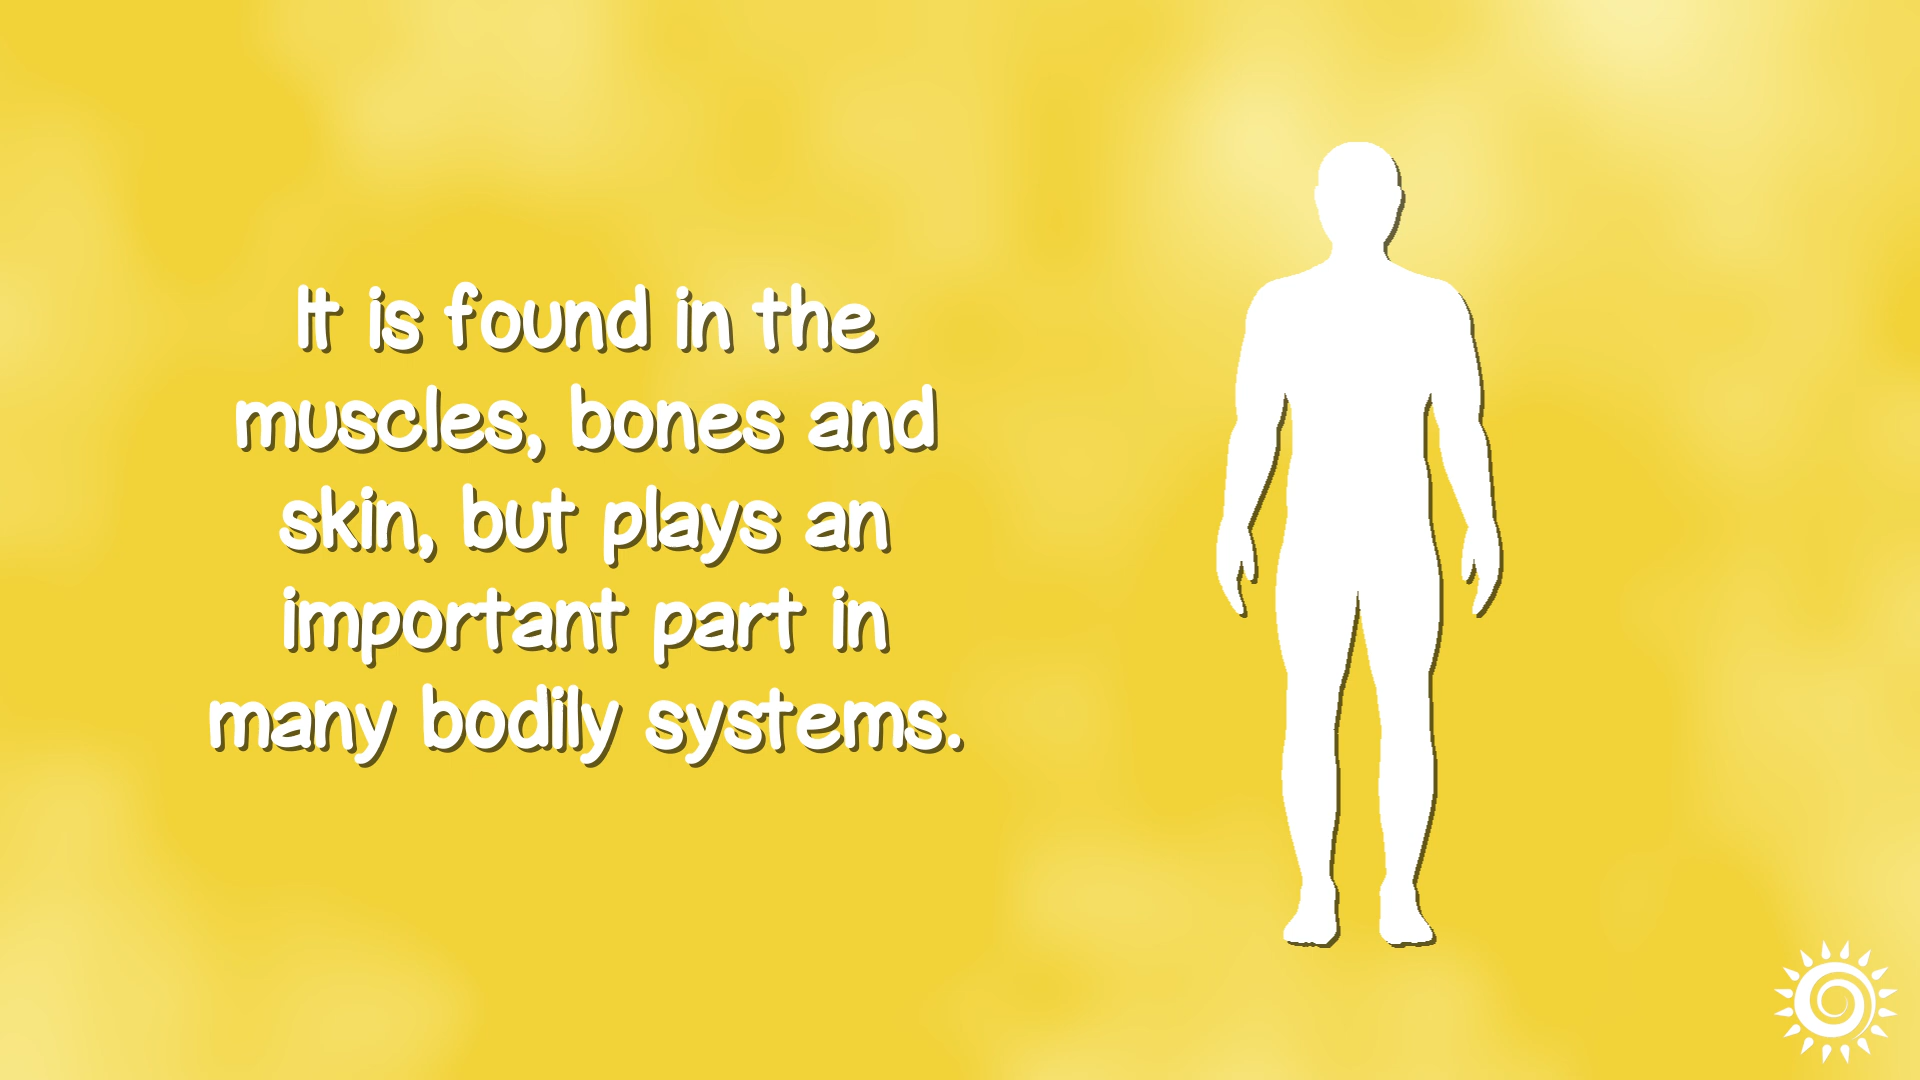 It is found in the
muscles, bones and
skin, but plays an
important part in
many bodily systems.